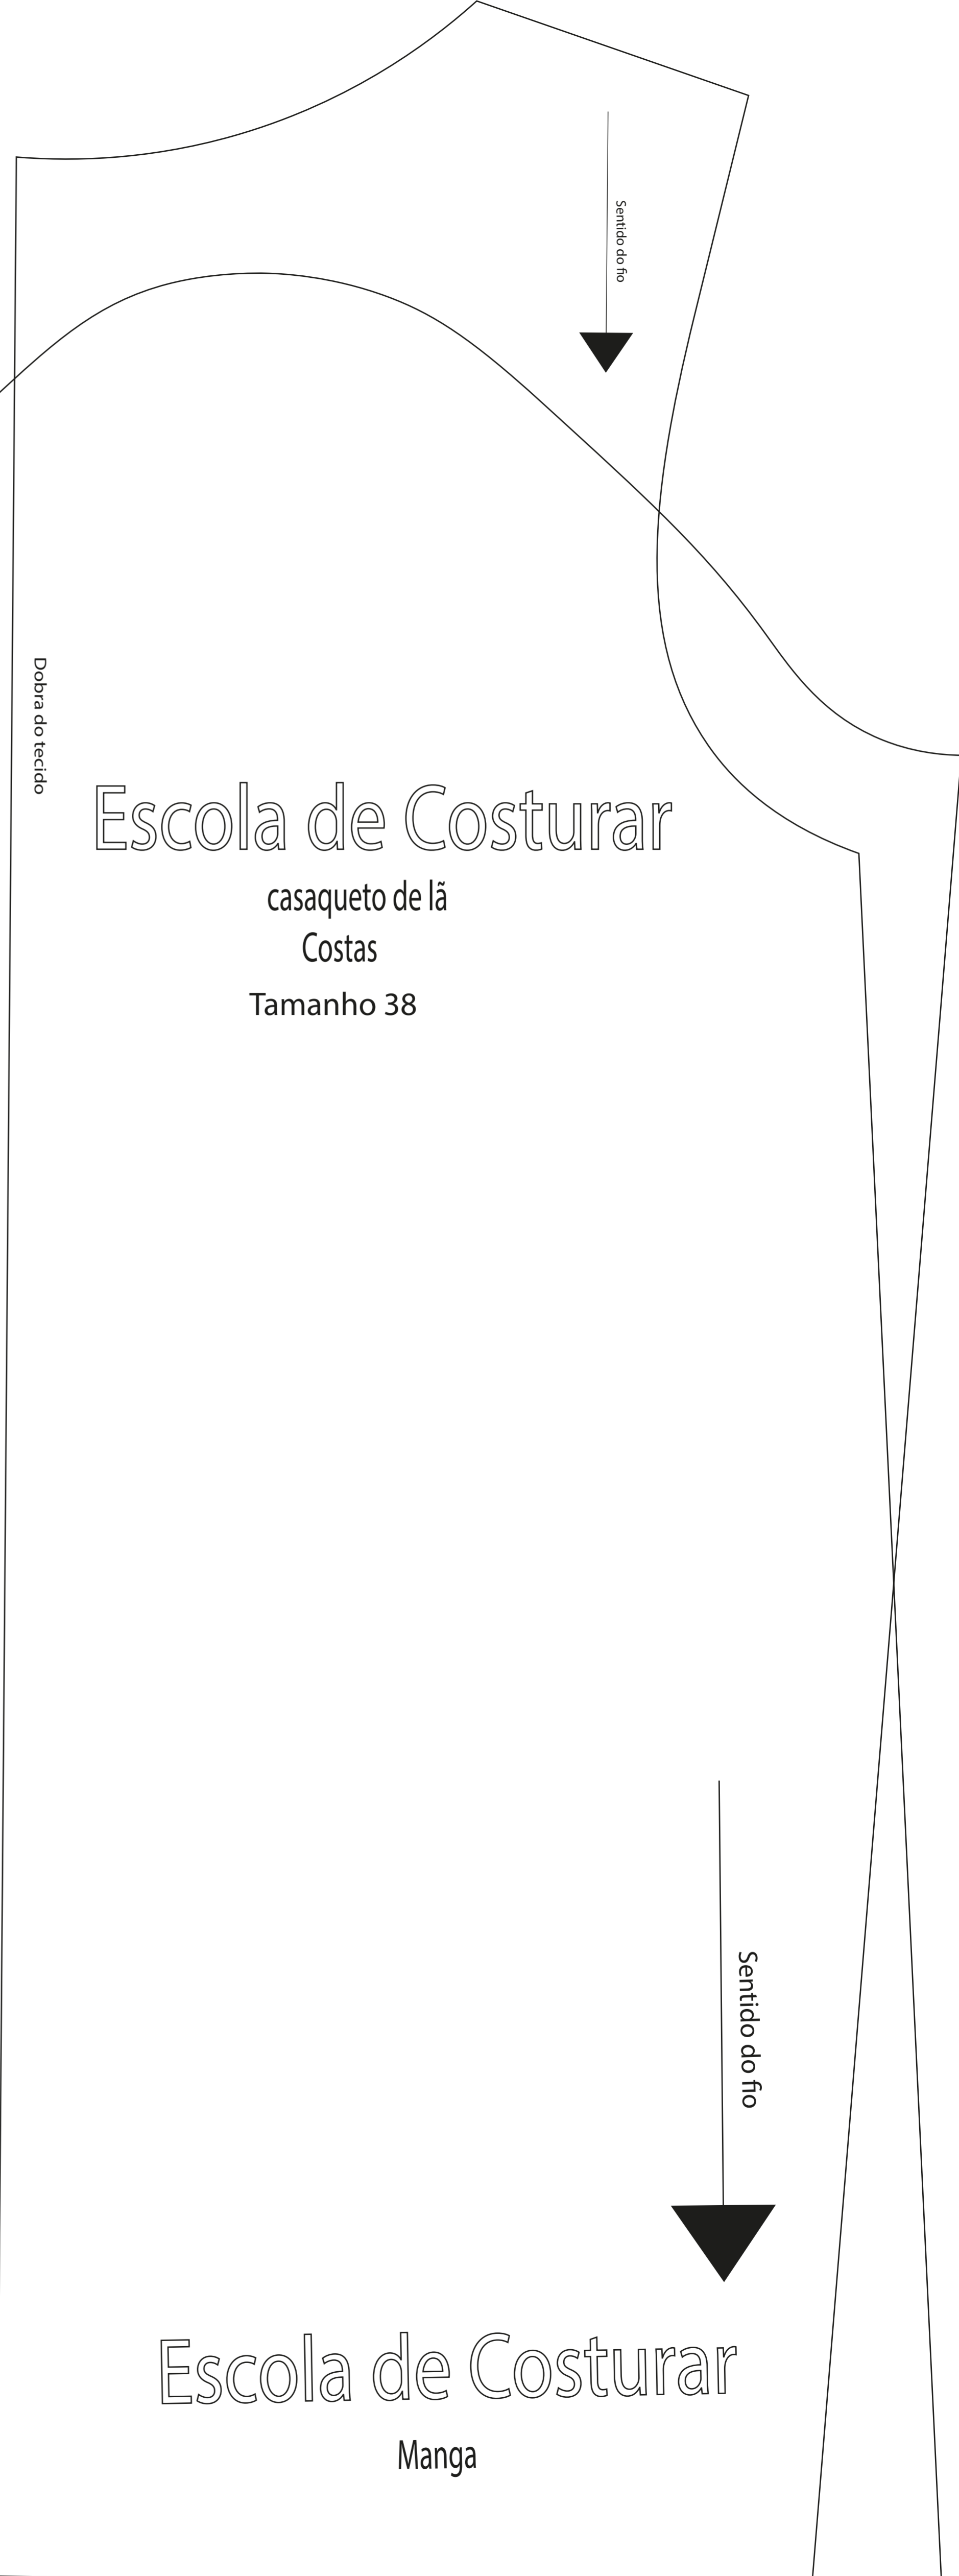 Sentido do fio
Dobra do tecido
Escola de Costurar
casaqueto de lã
Costas
Tamanho 38
Sentido do fio
Escola de Costurar
Manga